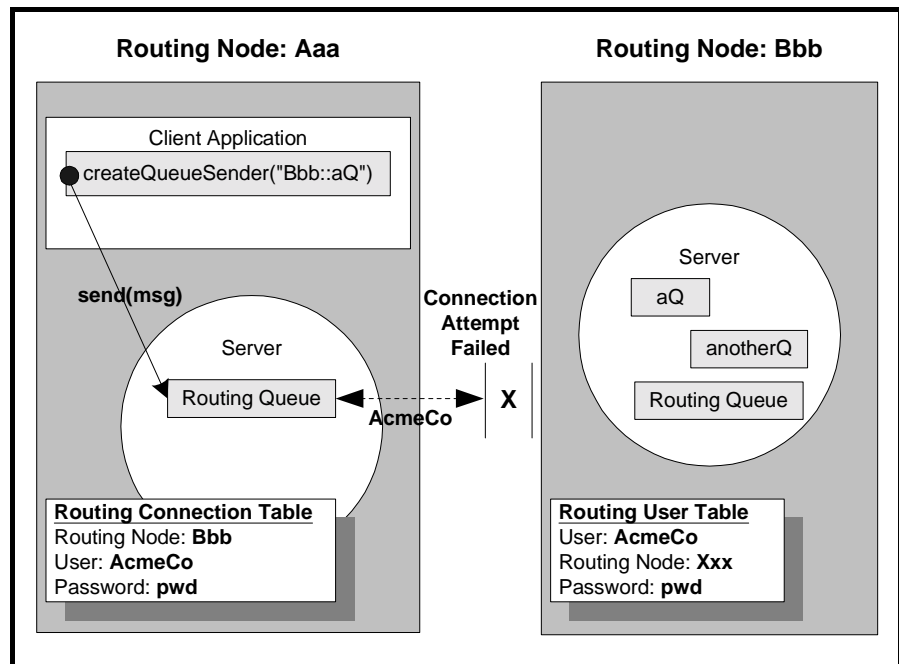 Routing Node: Aaa
Client Application
createQueueSender("Bbb::aQ")
send(msg)
Server
Routing Queue
Routing Connection Table
Routing Node: Bbb
User: AcmeCo
Password: pwd
Connection
Attempt
Failed
X
AcmeCo
Routing Node: Bbb
Server
aQ
anotherQ
Routing Queue
Routing User Table
User: AcmeCo
Routing Node: Xxx
Password: pwd